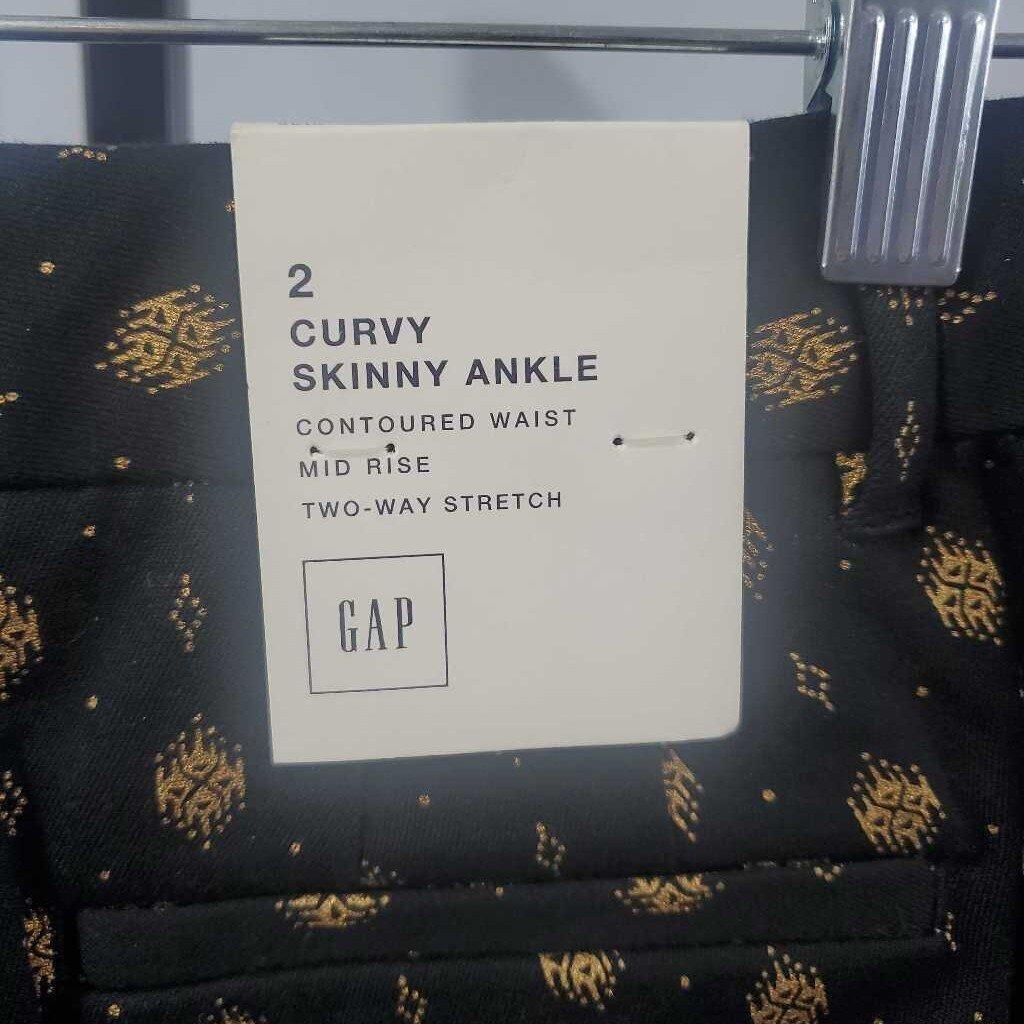 2
CURVY
SKINNY ANKLE
CONTOURED WAIST
MID RISE
TWO-WAY STRETCH
GAP